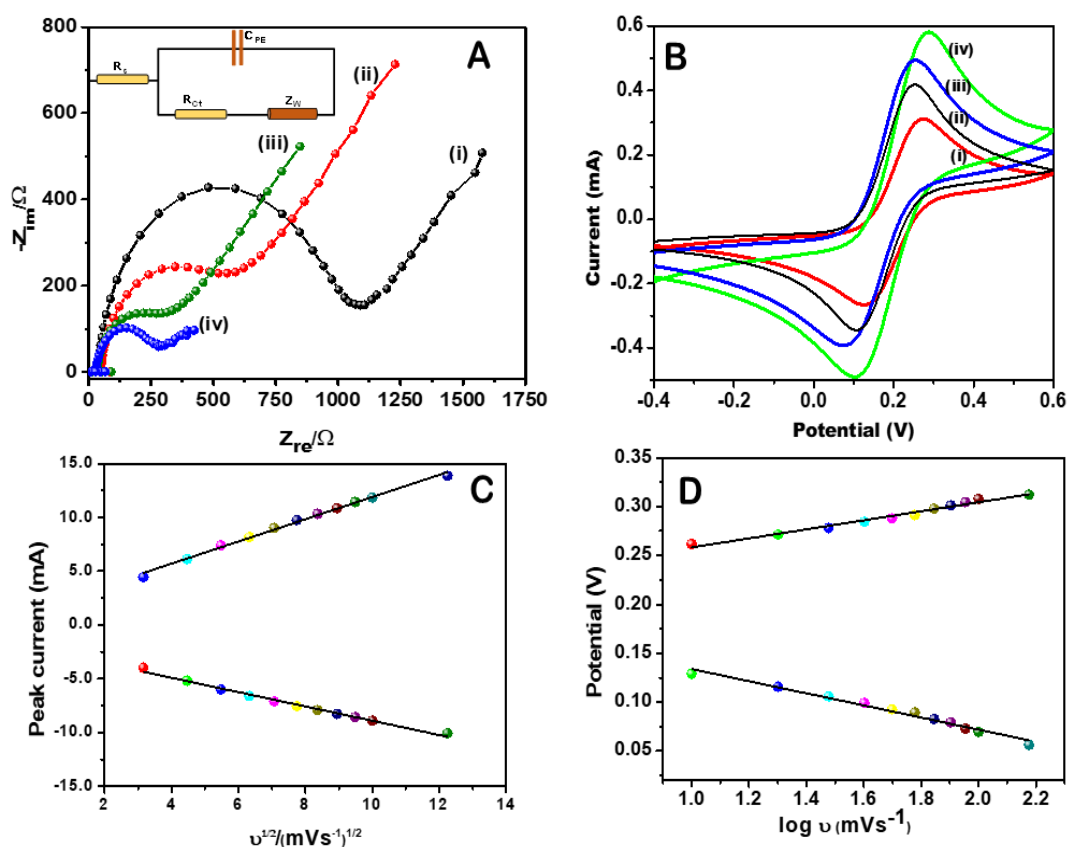 A
800
600
400
200
0
-Z_im/Ω
0 250 500 750 1000 1250 1500 1750
Z_re/Ω
C_PE
R_s
R_Ct
Z_W
(i)
(ii)
(iii)
(iv)
B
0.6
0.4
0.2
0.0
-0.2
-0.4
Current (mA)
-0.4 -0.2 0.0 0.2 0.4 0.6
Potential (V)
(iv)
(iii)
(ii)
(i)
C
15.0
10.0
5.0
0.0
-5.0
-10.0
-15.0
Peak current (mA)
2 4 6 8 10 12 14
υ^1/2/(mVs^-1)^1/2
D
0.35
0.30
0.25
0.20
0.15
0.10
0.05
Potential (V)
1.0 1.2 1.4 1.6 1.8 2.0 2.2
log υ (mVs^-1)